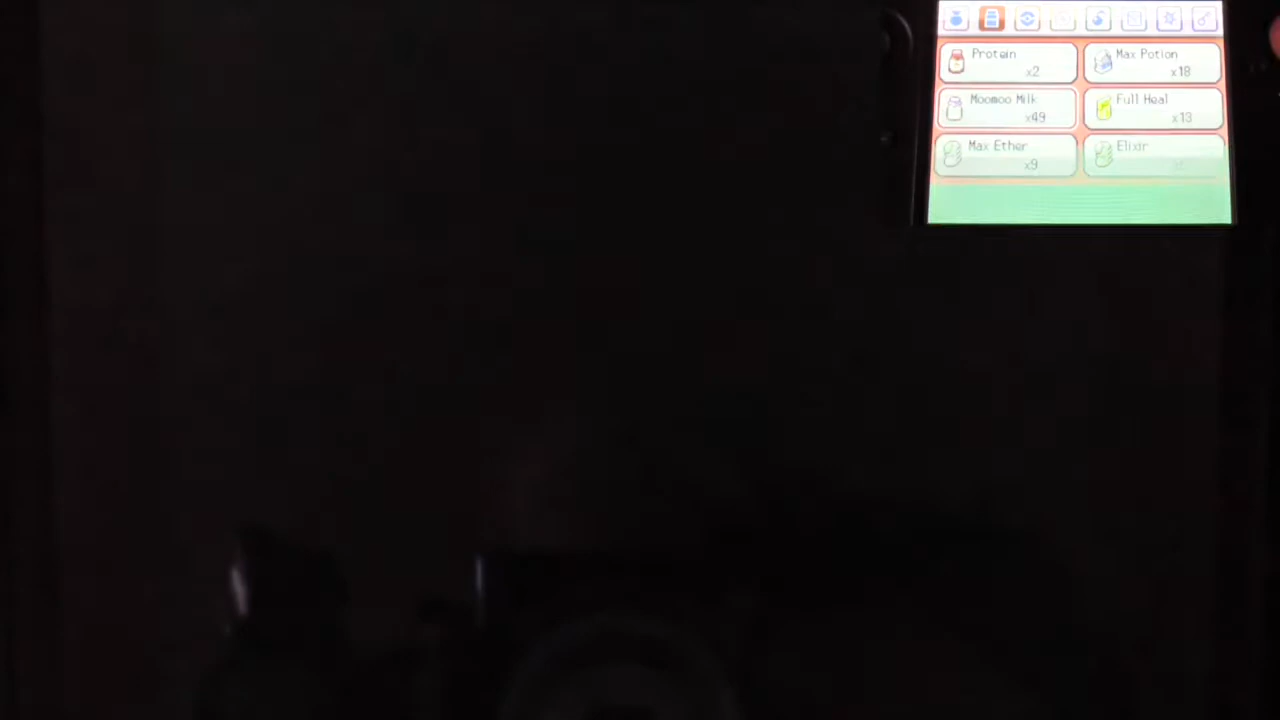 Protein
x2
Max Potion
x18
Moomoo Milk
x49
Full Heal
x13
Max Ether
x9
Elixir